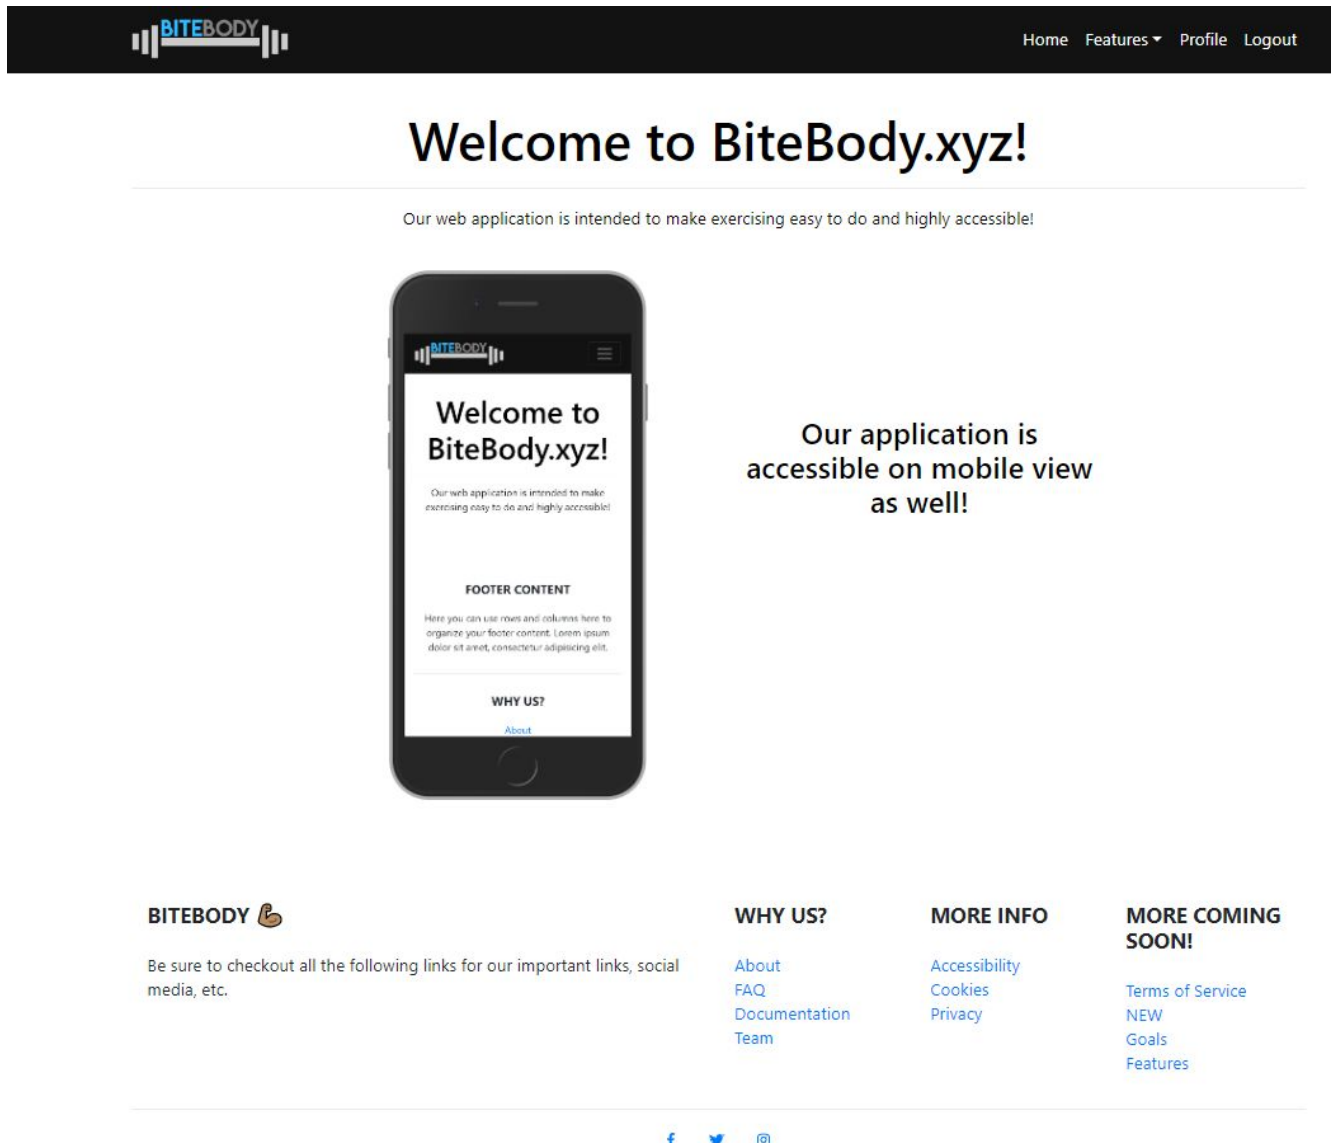 BITEBODY
Home Features Profile Logout
Welcome to BiteBody.xyz!
Our web application is intended to make exercising easy to do and highly accessible!
BITEBODY
Welcome to
BiteBody.xyz!
Our web application is intended to make
exercising easy to do and highly accessible!
FOOTER CONTENT
Here you can use rows and columns here to
organize your footer content. Lorem ipsum
dolor sit amet, consectetur adipisicing elit.
WHY US?
About
Our application is
accessible on mobile view
as well!
BITEBODY 💪🏽
Be sure to checkout all the following links for our important links, social
media, etc.
WHY US?
About
FAQ
Documentation
Team
MORE INFO
Accessibility
Cookies
Privacy
MORE COMING
SOON!
Terms of Service
NEW
Goals
Features